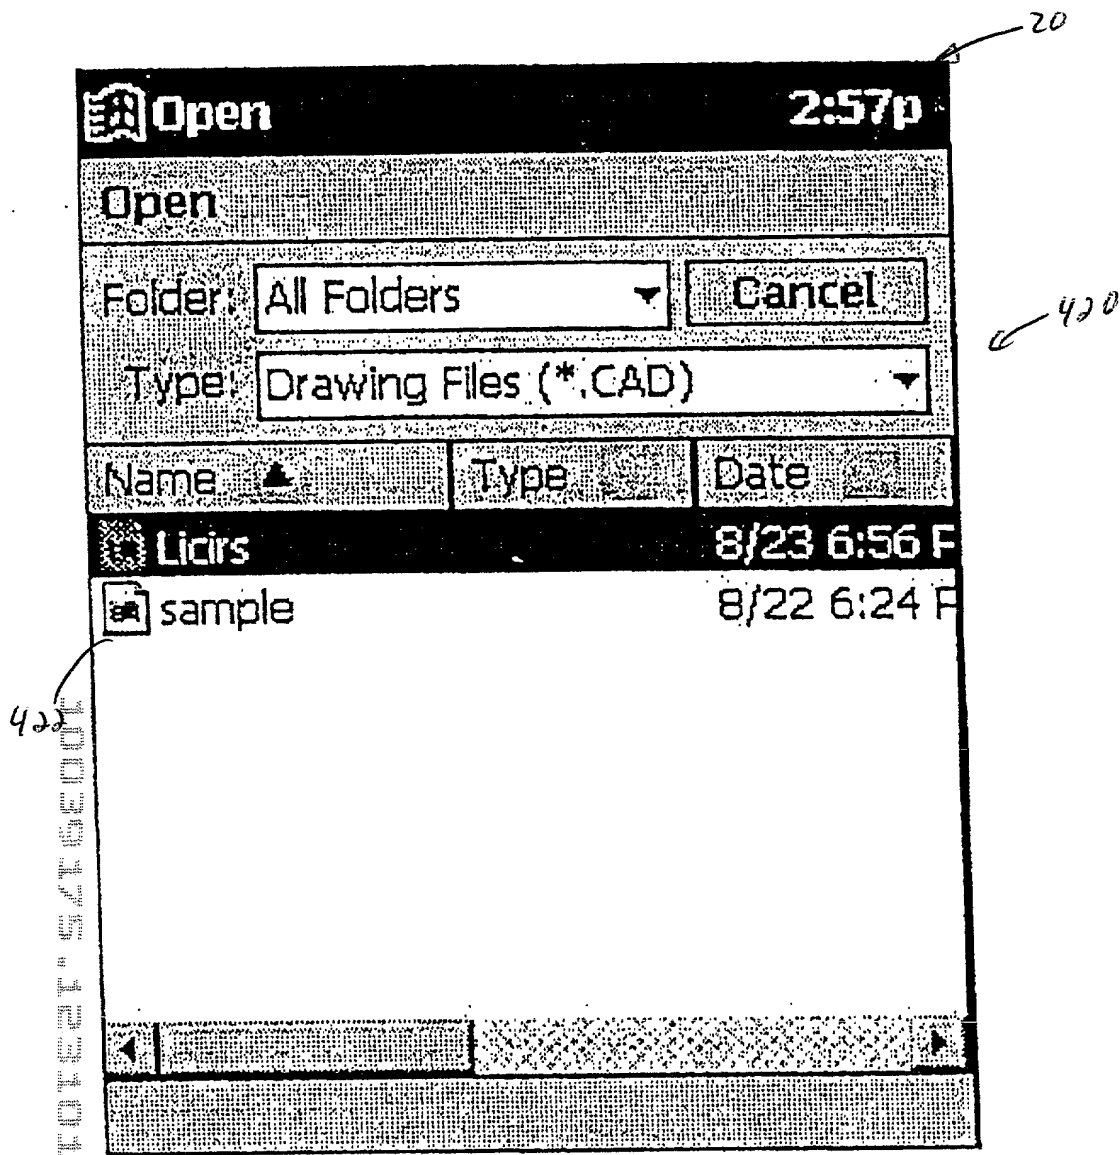 20
Open 2:57p
Open
Folder: All Folders Cancel
420
Type: Drawing Files (*.CAD)
Name Type Date
Licirs 8/23 6:56 P
sample 8/22 6:24 P
422